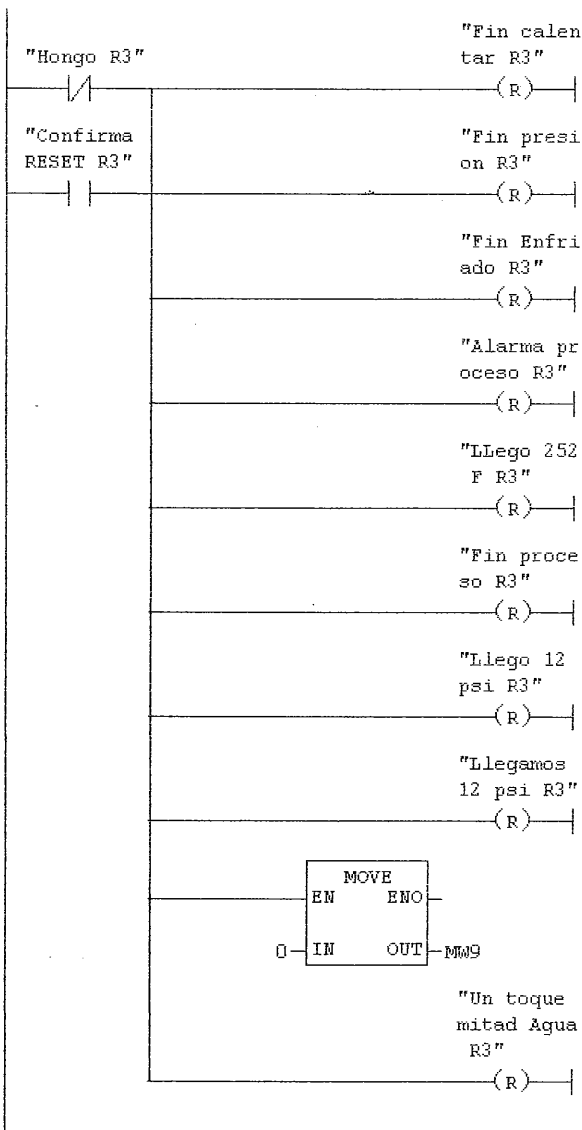 "Fin calen
"Hongo R3"
tar R3"
( R )
"Confirma
RESET R3"
"Fin presi
on R3"
( R )
"Fin Enfri
ado R3"
( R )
"Alarma pr
oceso R3"
( R )
"LLego 252
F R3"
( R )
"Fin proce
so R3"
( R )
"Llego 12
psi R3"
( R )
"Llegamos
12 psi R3"
( R )
MOVE
EN ENO
0 IN OUT MW9
"Un toque
mitad Agua
R3"
( R )